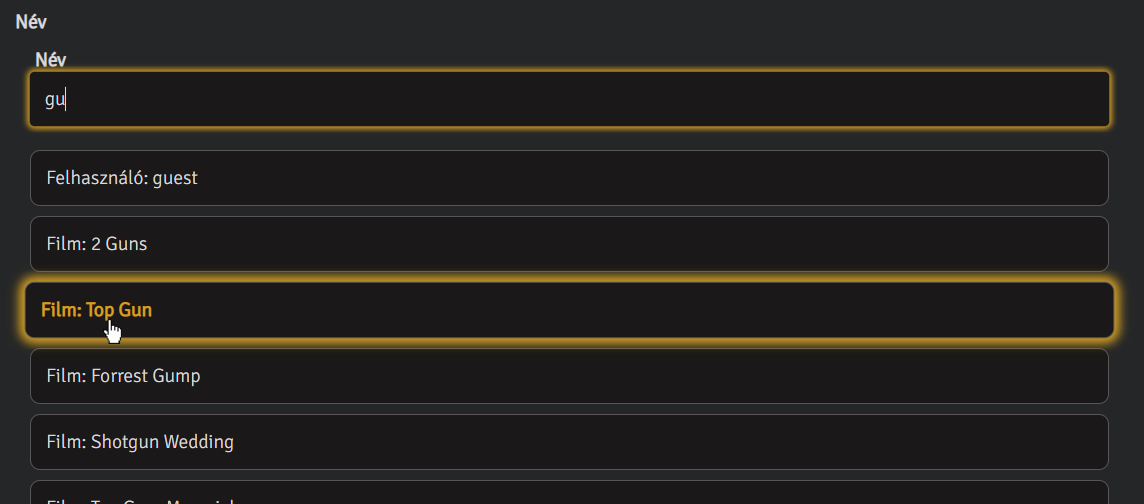 Név
Név
gu
Felhasználó: guest
Film: 2 Guns
Film: Top Gun
Film: Forrest Gump
Film: Shotgun Wedding